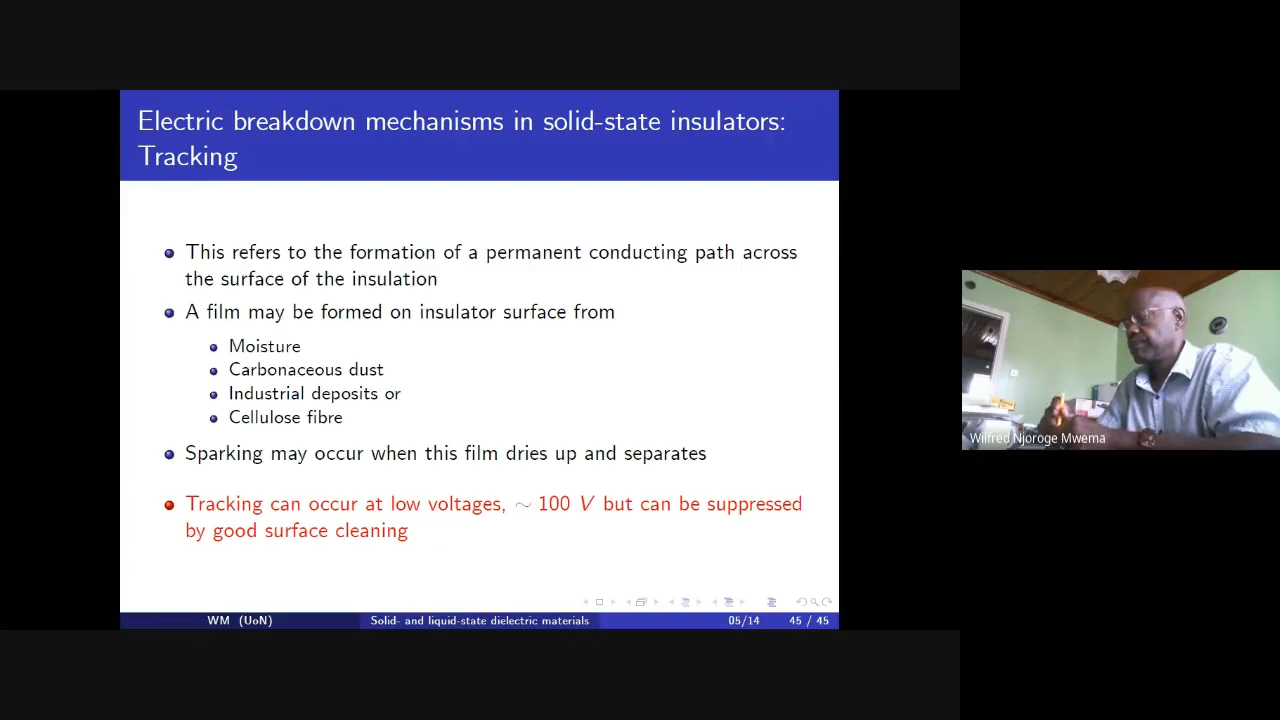 Electric breakdown mechanisms in solid-state insulators:
Tracking
This refers to the formation of a permanent conducting path across
the surface of the insulation
A film may be formed on insulator surface from
Moisture
Carbonaceous dust
Industrial deposits or
Cellulose fibre
Sparking may occur when this film dries up and separates
Tracking can occur at low voltages, ∼ 100 V but can be suppressed
by good surface cleaning
WM (UoN) Solid- and liquid-state dielectric materials 05/14 45 / 45
Wilfred Njoroge Mwema